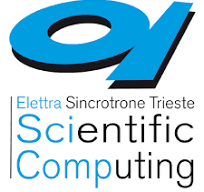 Elettra Sincrotrone Trieste
Scientific
Computing